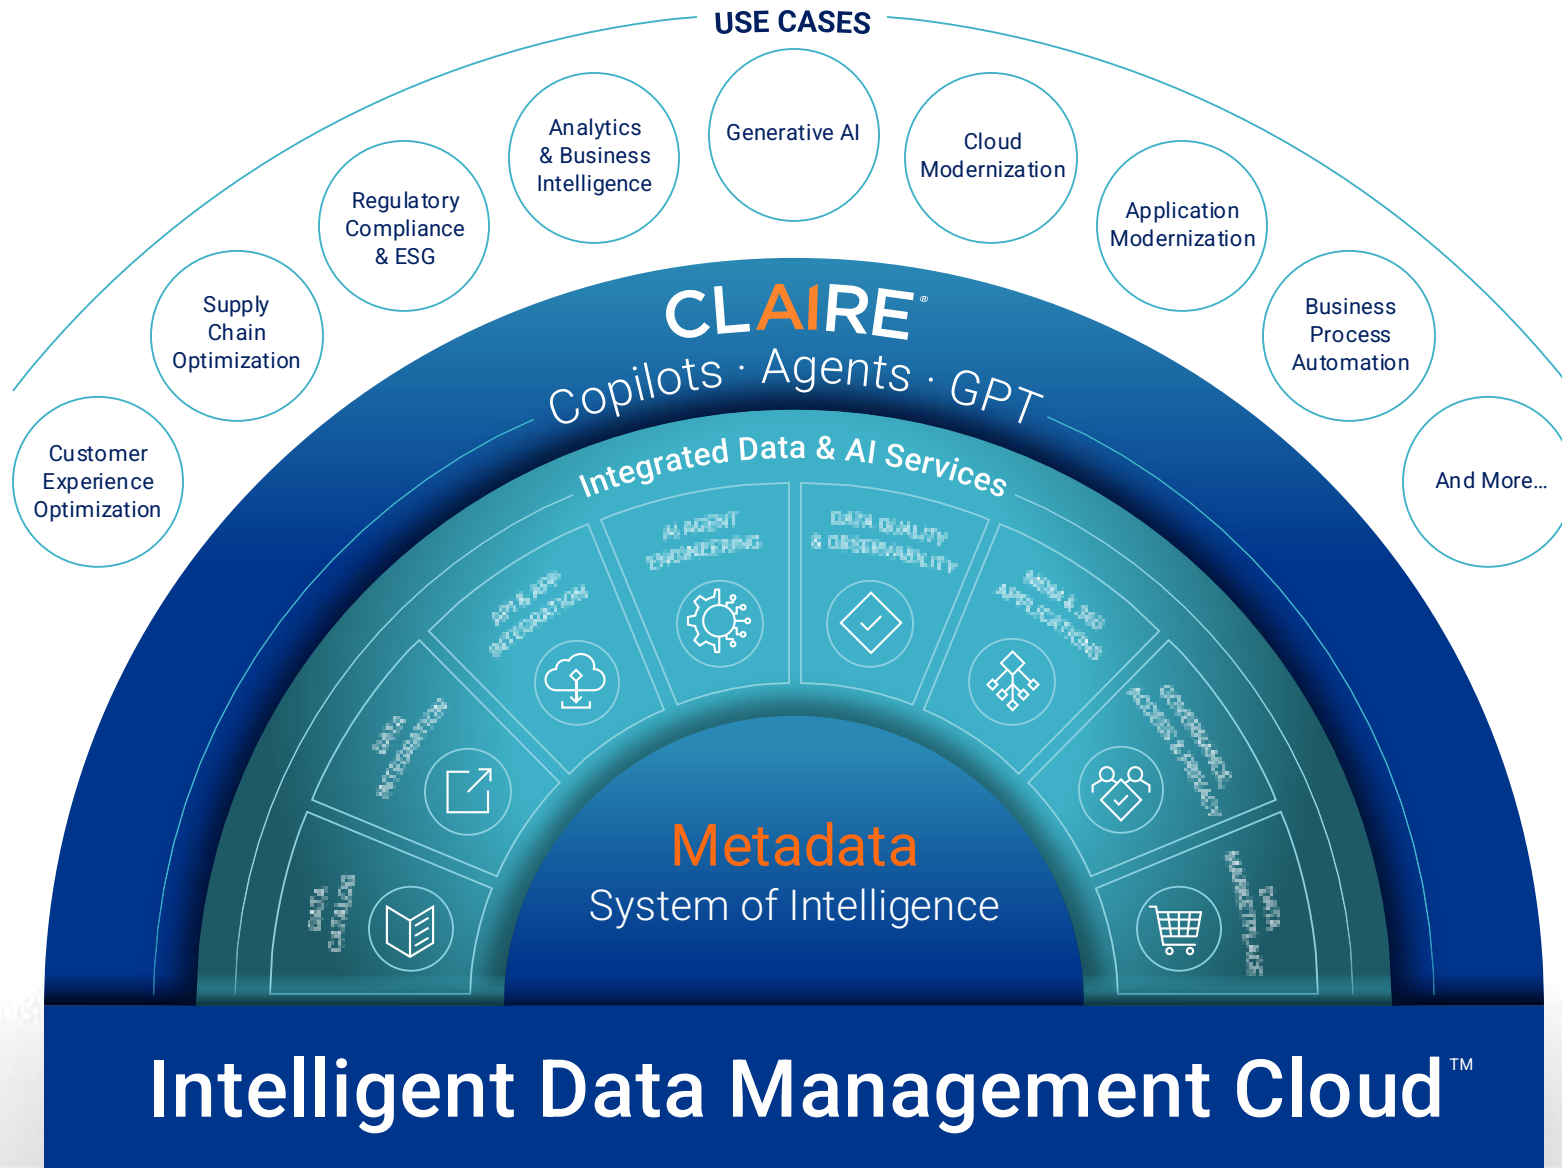 USE CASES
Customer
Experience
Optimization
Supply
Chain
Optimization
Regulatory
Compliance
& ESG
Analytics
& Business
Intelligence
Generative AI
Cloud
Modernization
Application
Modernization
Business
Process
Automation
And More...
CLAIRE®
Copilots · Agents · GPT
Integrated Data & AI Services
DATA
CATALOG
DATA
INTEGRATION
API & APP
INTEGRATION
AI AGENT
ENGINEERING
DATA QUALITY
& OBSERVABILITY
MDM & 360
APPLICATIONS
GOVERNANCE,
ACCESS & PRIVACY
DATA
MARKETPLACE
Metadata
System of Intelligence
Intelligent Data Management Cloud™